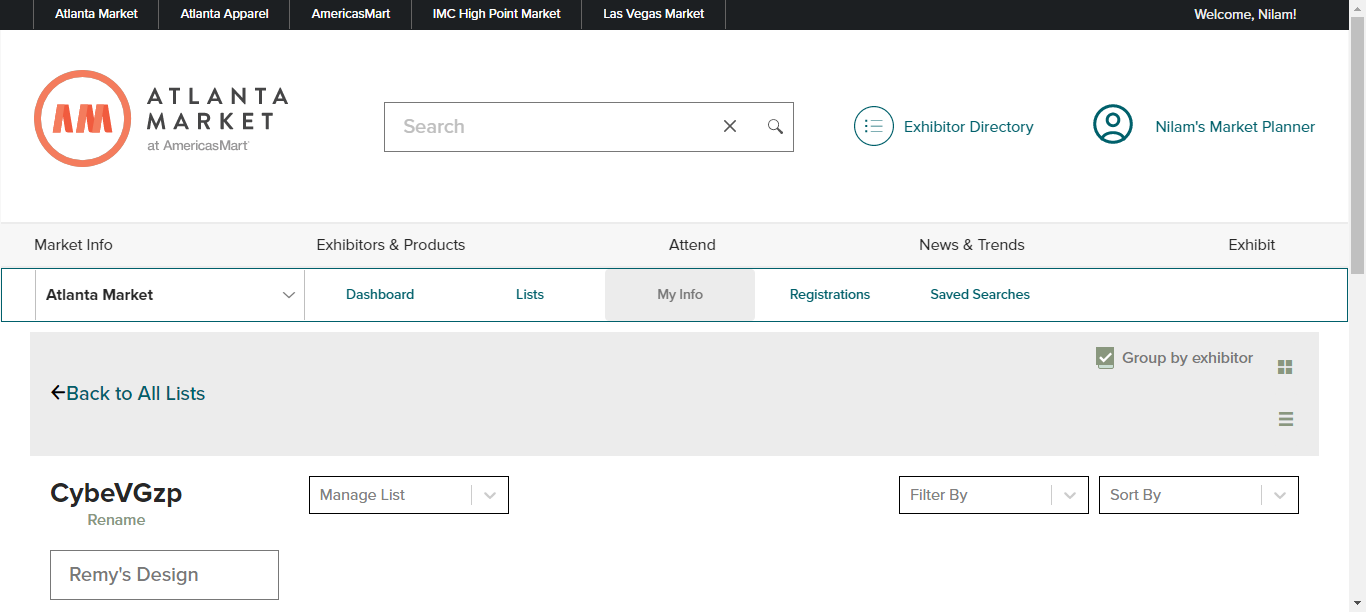 Atlanta Market Atlanta Apparel AmericasMart IMC High Point Market Las Vegas Market Welcome, Nilam!
AM ATLANTA
MARKET
at AmericasMart
Search Exhibitor Directory Nilam's Market Planner
Market Info Exhibitors & Products Attend News & Trends Exhibit
Atlanta Market Dashboard Lists My Info Registrations Saved Searches
Group by exhibitor
Back to All Lists
CybeVGzp Manage List Filter By Sort By
Rename
Remy's Design